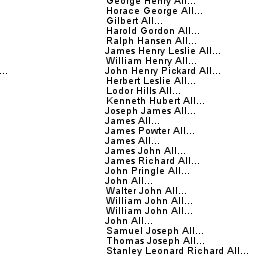 George Henry All...
Horace George All...
Gilbert All...
Harold Gordon All...
Ralph Hansen All...
James Henry Leslie All...
William Henry All...
... John Henry Pickard All...
Herbert Leslie All...
Lodor Hills All...
Kenneth Hubert All...
Joseph James All...
James All...
James Powter All...
James All...
James John All...
James Richard All...
John Pringle All...
John All...
Walter John All...
William John All...
William John All...
John All...
Samuel Joseph All...
Thomas Joseph All...
Stanley Leonard Richard All...